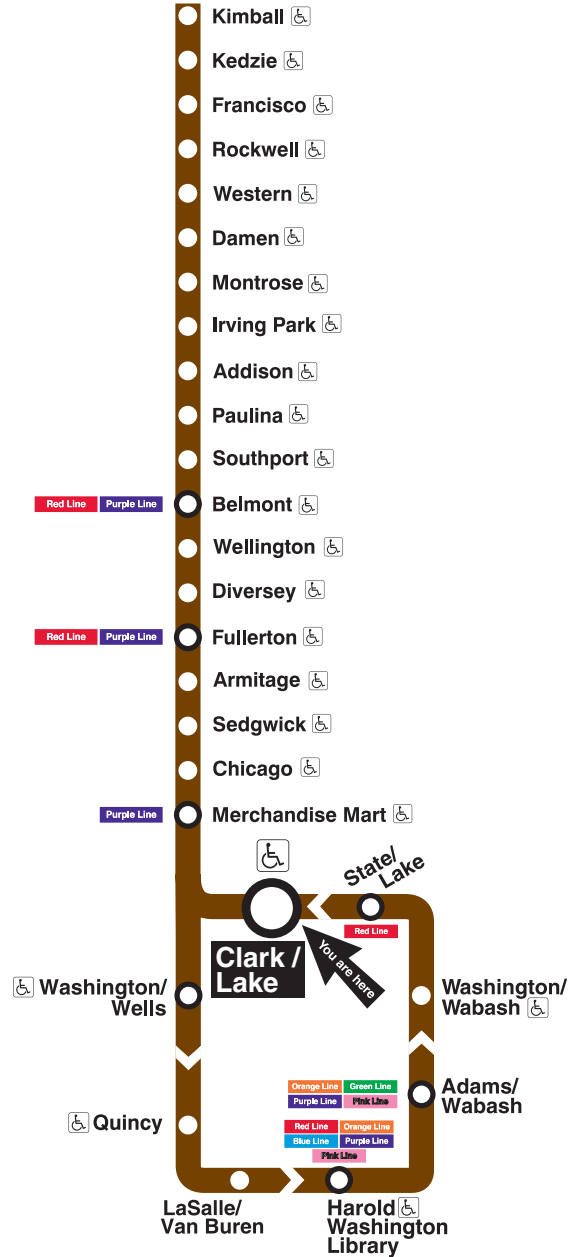 Kimball
Kedzie
Francisco
Rockwell
Western
Damen
Montrose
Irving Park
Addison
Paulina
Southport
Red Line Purple Line Belmont
Wellington
Diversey
Red Line Purple Line Fullerton
Armitage
Sedgwick
Chicago
Purple Line Merchandise Mart
State/
Lake
Red Line
Clark /
Lake
You are here
Washington/
Wells
Washington/
Wabash
Orange Line Green Line
Purple Line Pink Line
Adams/
Wabash
Red Line Orange Line
Blue Line Purple Line
Pink Line
Quincy
LaSalle/
Van Buren
Harold
Washington
Library